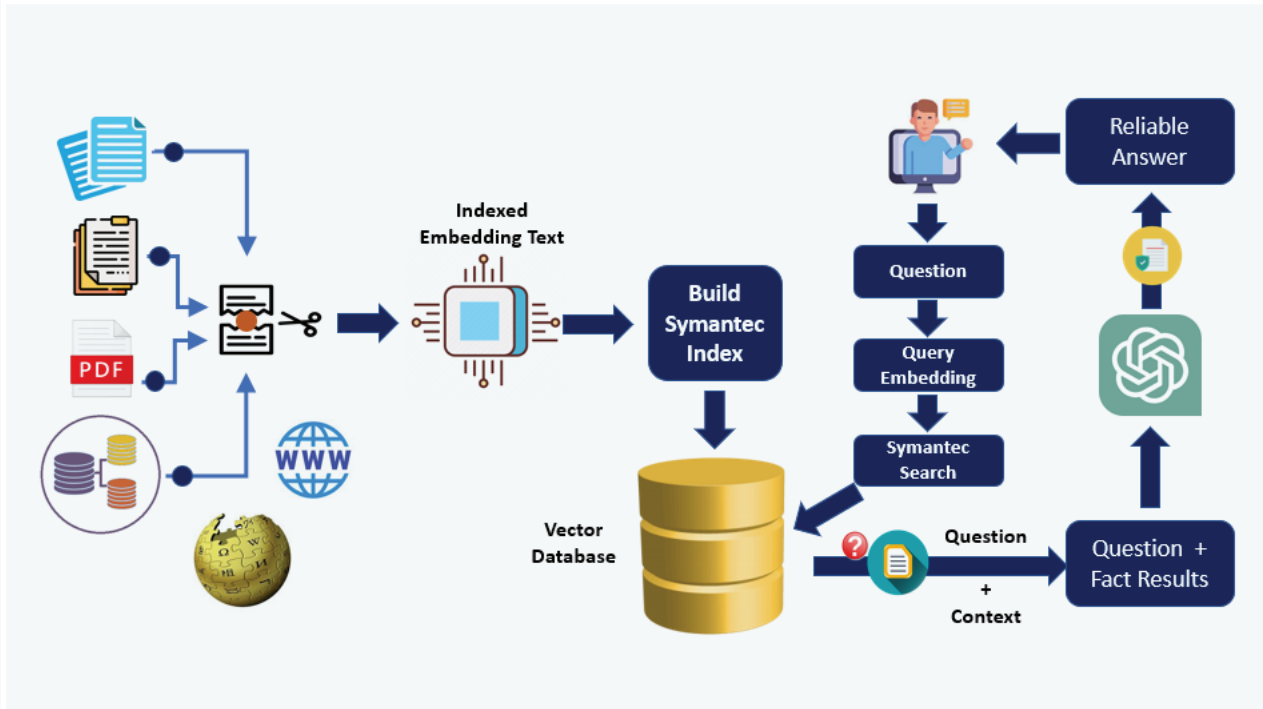 Indexed
Embedding Text
Build
Symantec
Index
PDF
WWW
Vector
Database
Question
Query
Embedding
Symantec
Search
?
Question
+
Context
Question +
Fact Results
Reliable
Answer